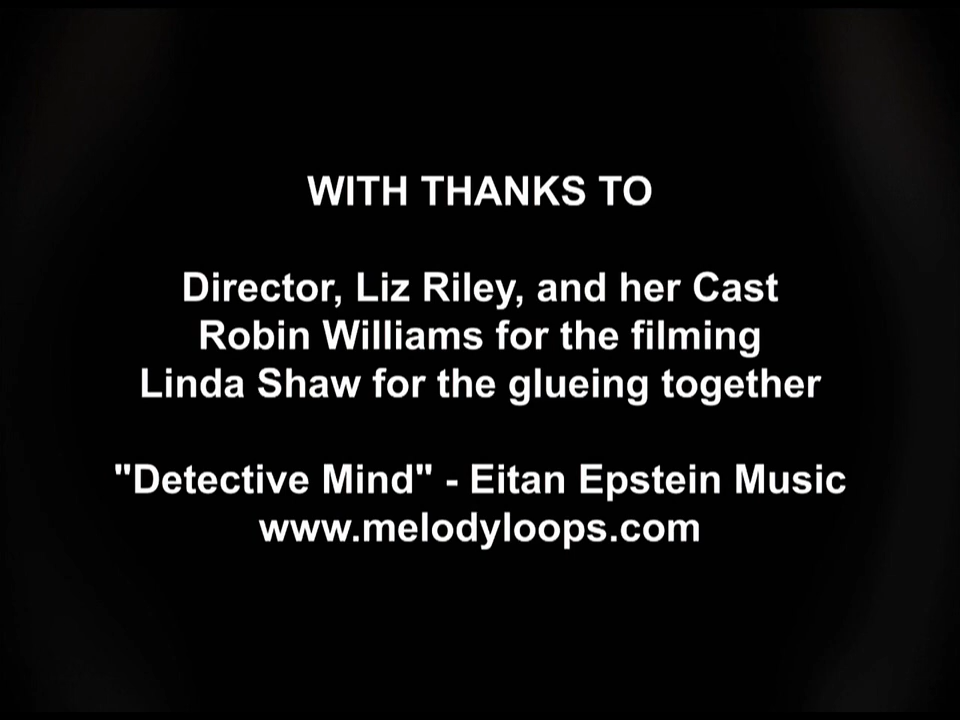 WITH THANKS TO
Director, Liz Riley, and her Cast
Robin Williams for the filming
Linda Shaw for the glueing together
"Detective Mind" - Eitan Epstein Music
www.melodyloops.com